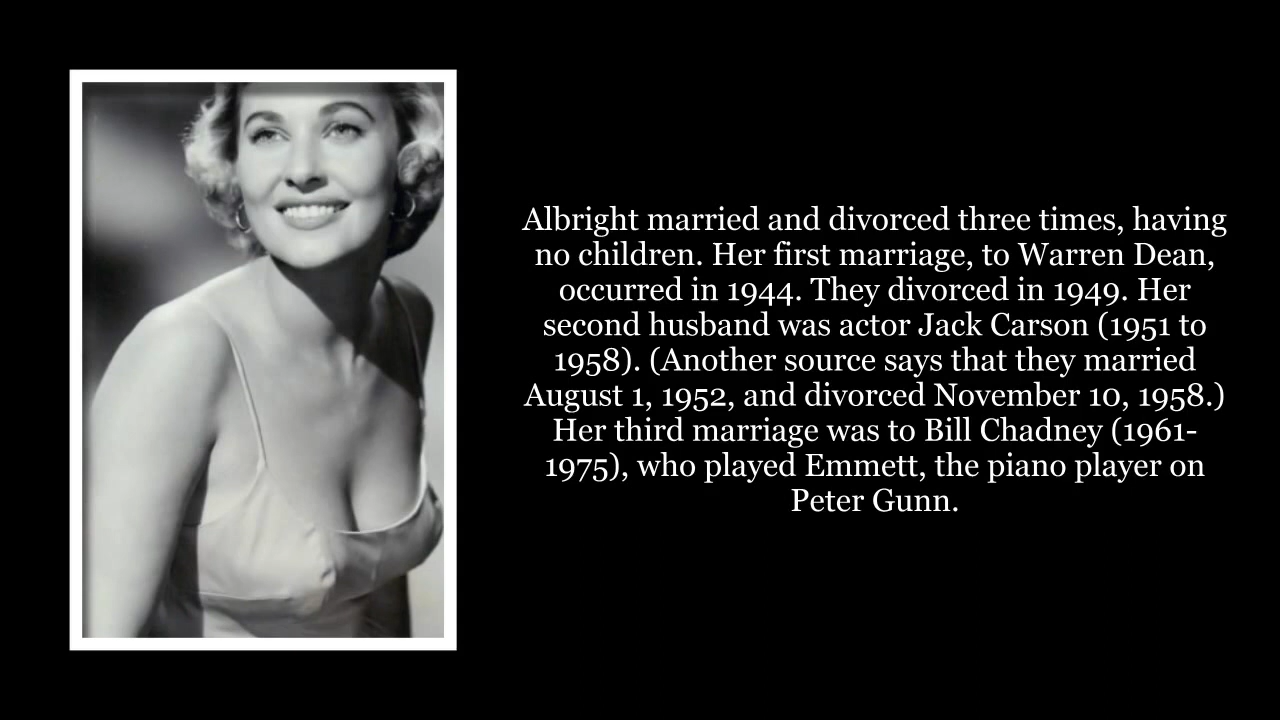 Albright married and divorced three times, having
no children. Her first marriage, to Warren Dean,
occurred in 1944. They divorced in 1949. Her
second husband was actor Jack Carson (1951 to
1958). (Another source says that they married
August 1, 1952, and divorced November 10, 1958.)
Her third marriage was to Bill Chadney (1961-
1975), who played Emmett, the piano player on
Peter Gunn.